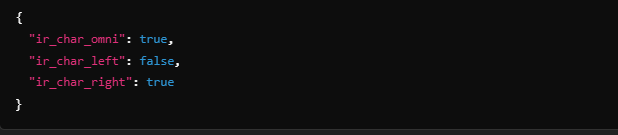 {
"ir_char_omni": true,
"ir_char_left": false,
"ir_char_right": true
}